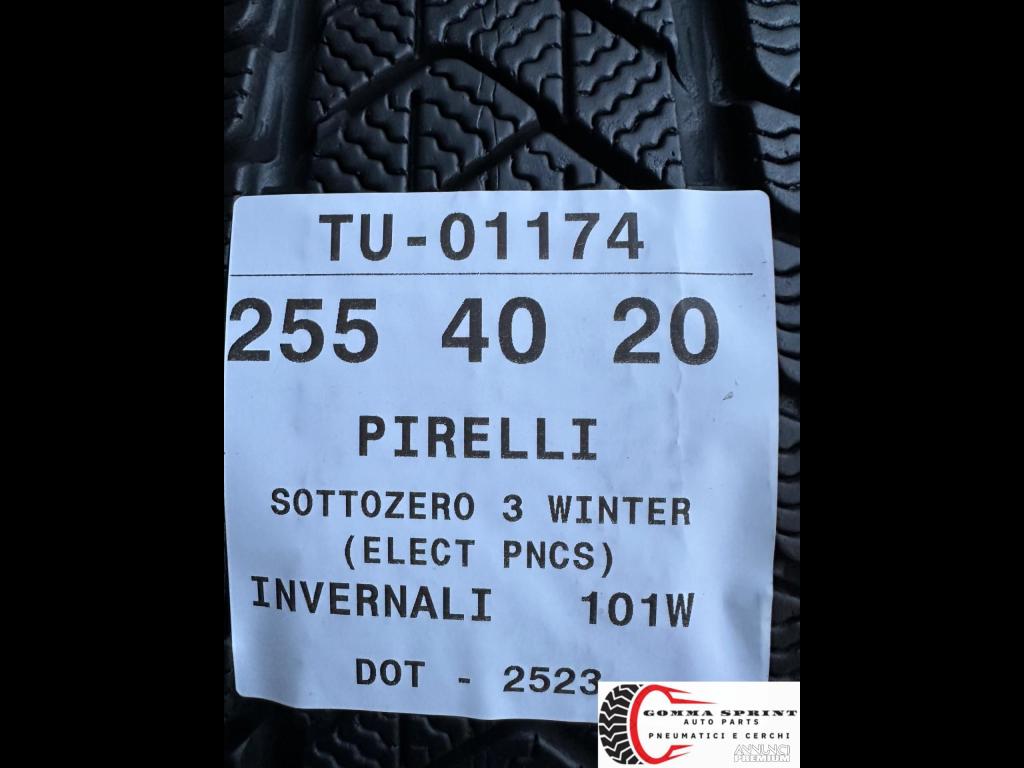 TU-01174
255 40 20
PIRELLI
SOTTOZERO 3 WINTER
(ELECT PNCS)
INVERNALI 101W
DOT - 2523
GOMMA SPRINT
AUTO PARTS
PNEUMATICI E CERCHI
ANNUNCI
PREMIUM